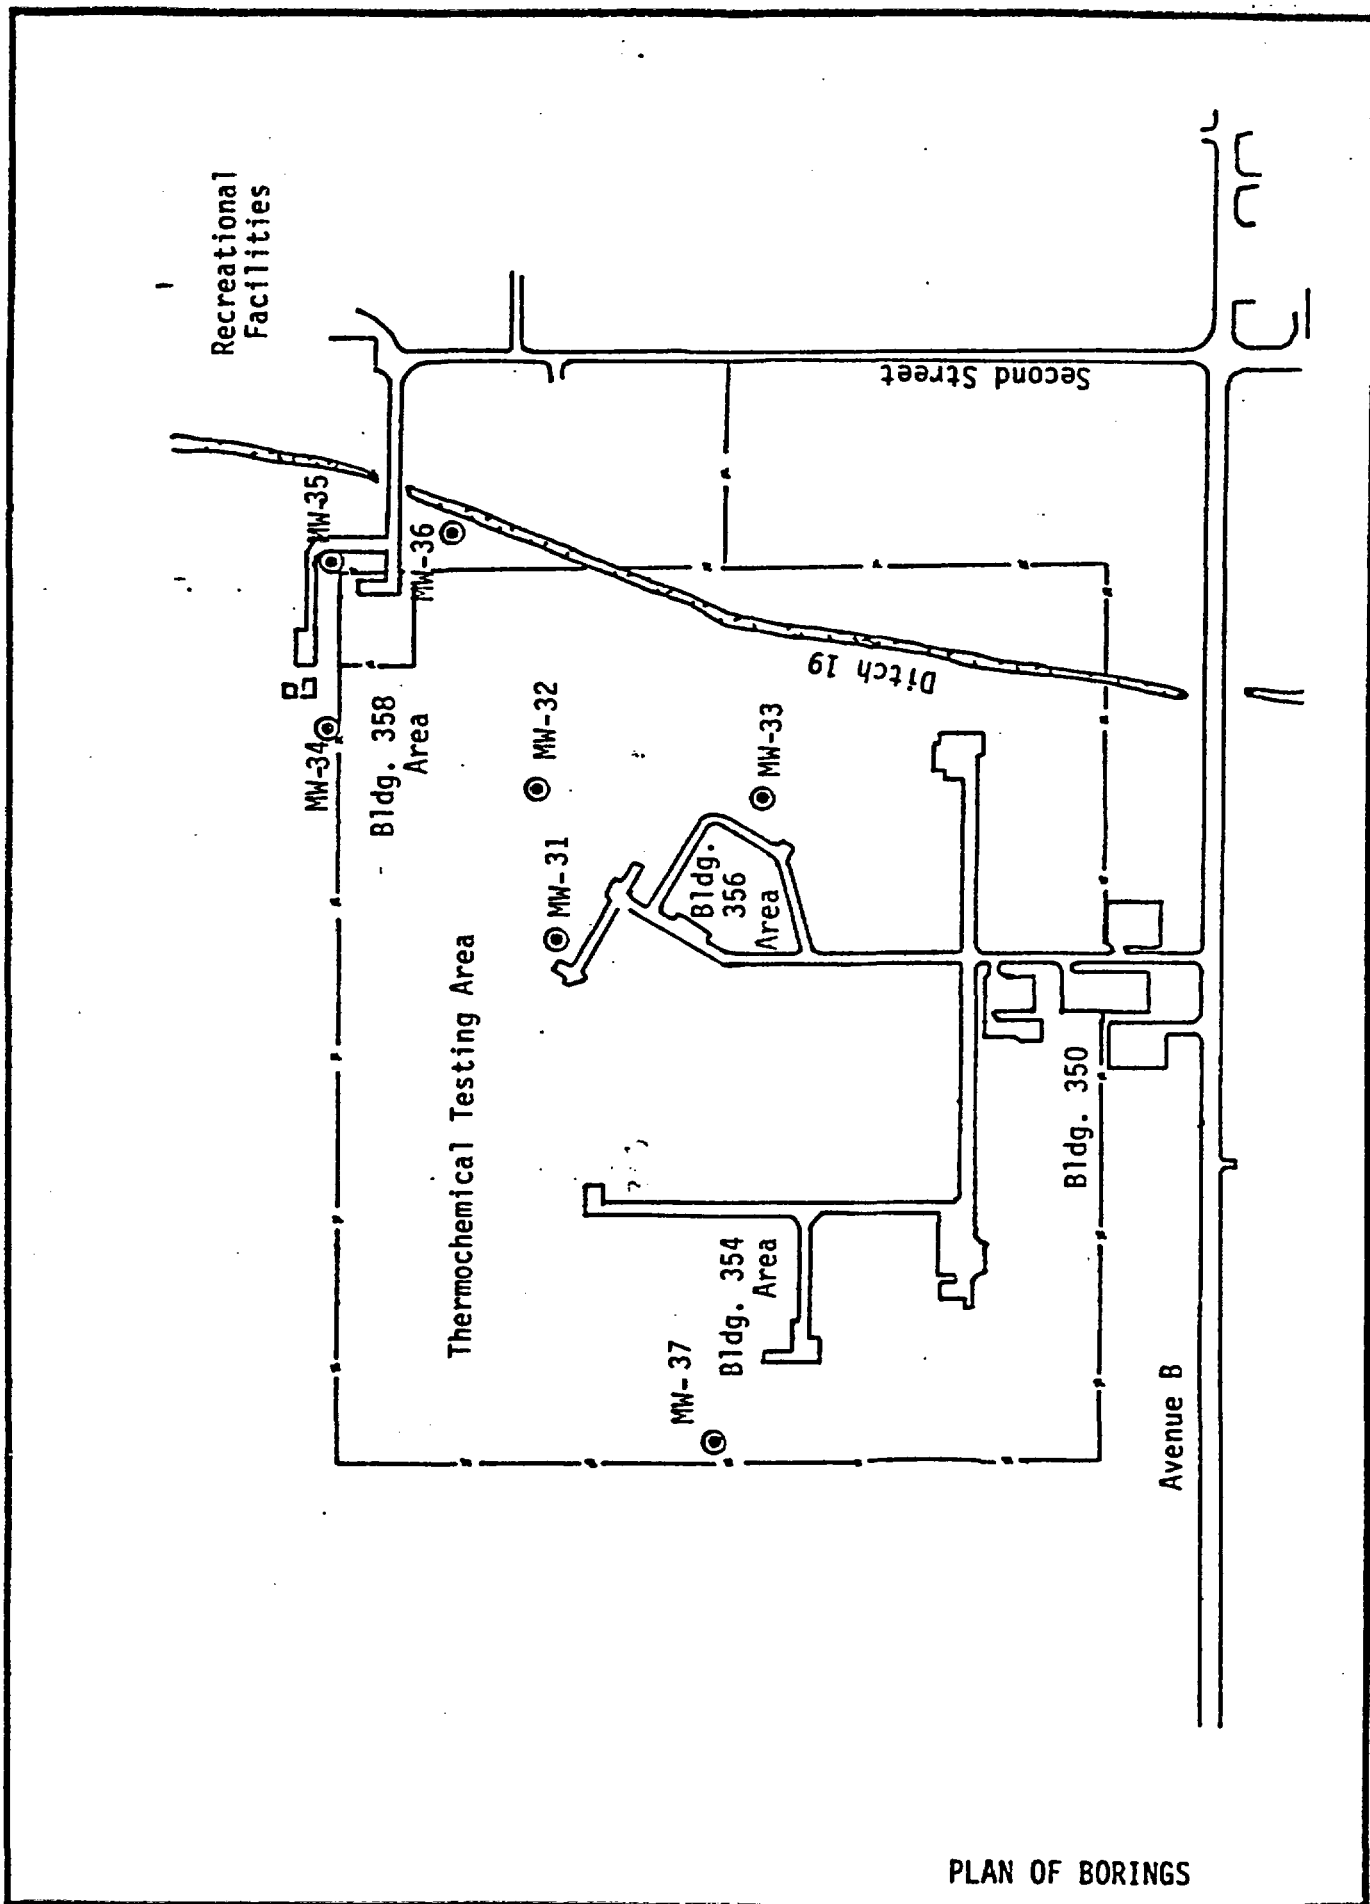 Recreational
Facilities
MW-35
MW-36
MW-34
Bldg. 358
Area
MW-32
MW-31
MW-33
Bldg.
356
Area
Second Street
Ditch 19
Thermochemical Testing Area
Bldg. 350
Bldg. 354
Area
MW-37
Avenue B
PLAN OF BORINGS